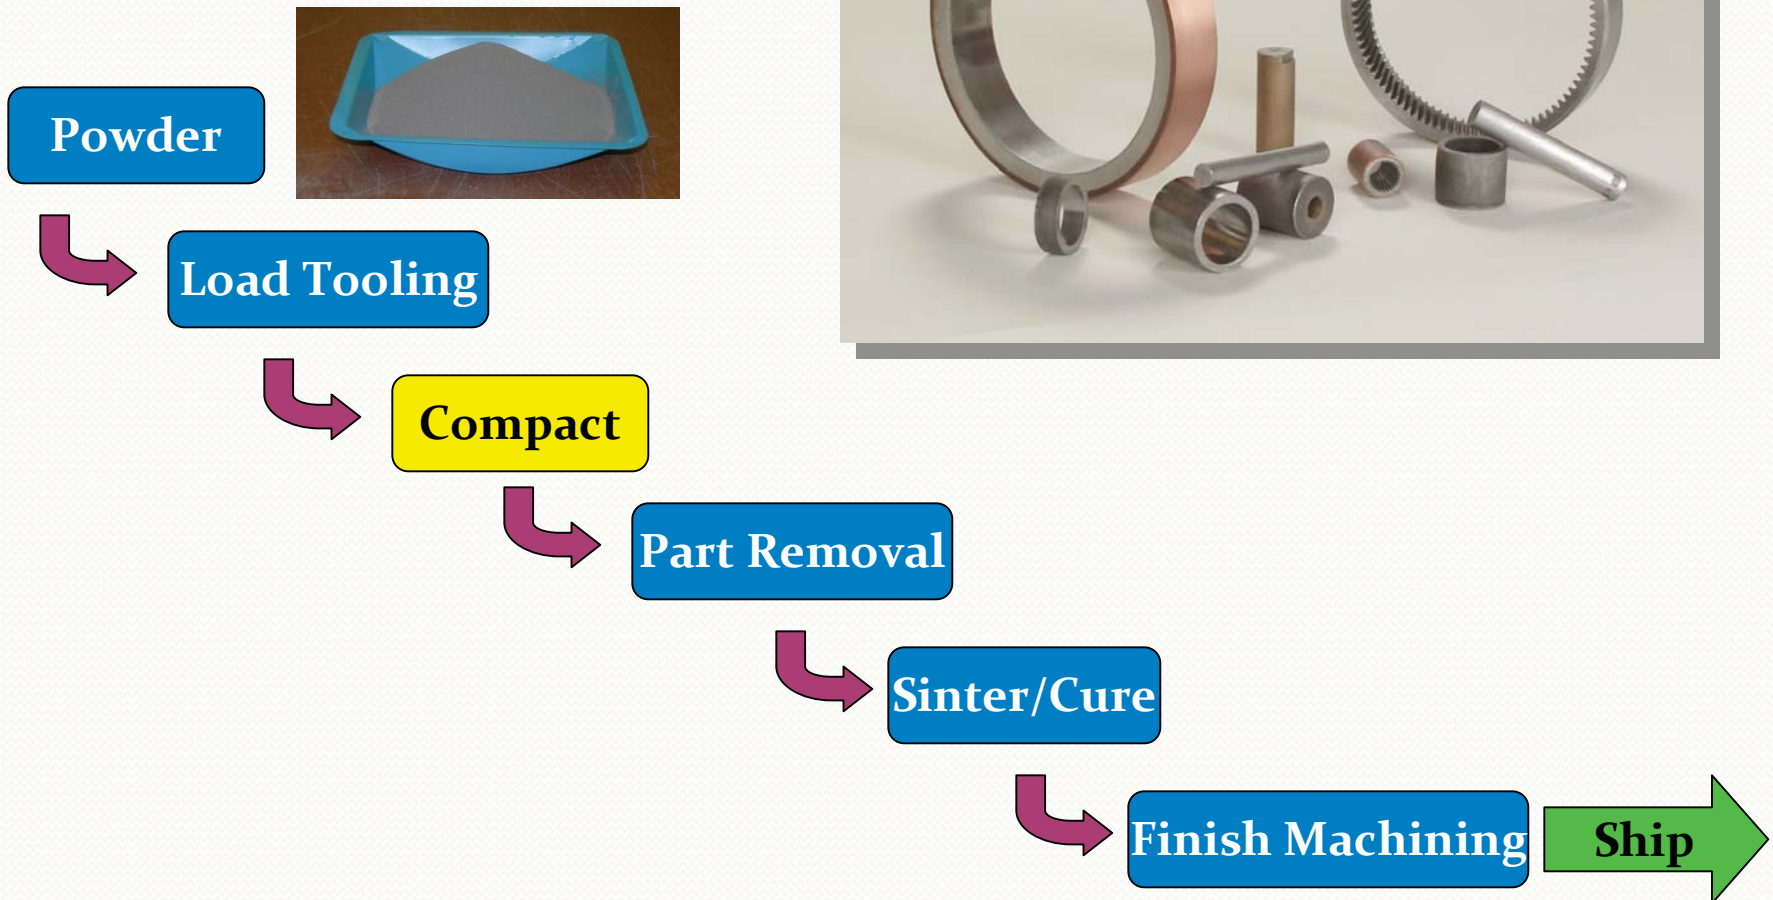 Powder
Load Tooling
Compact
Part Removal
Sinter/Cure
Finish Machining
Ship